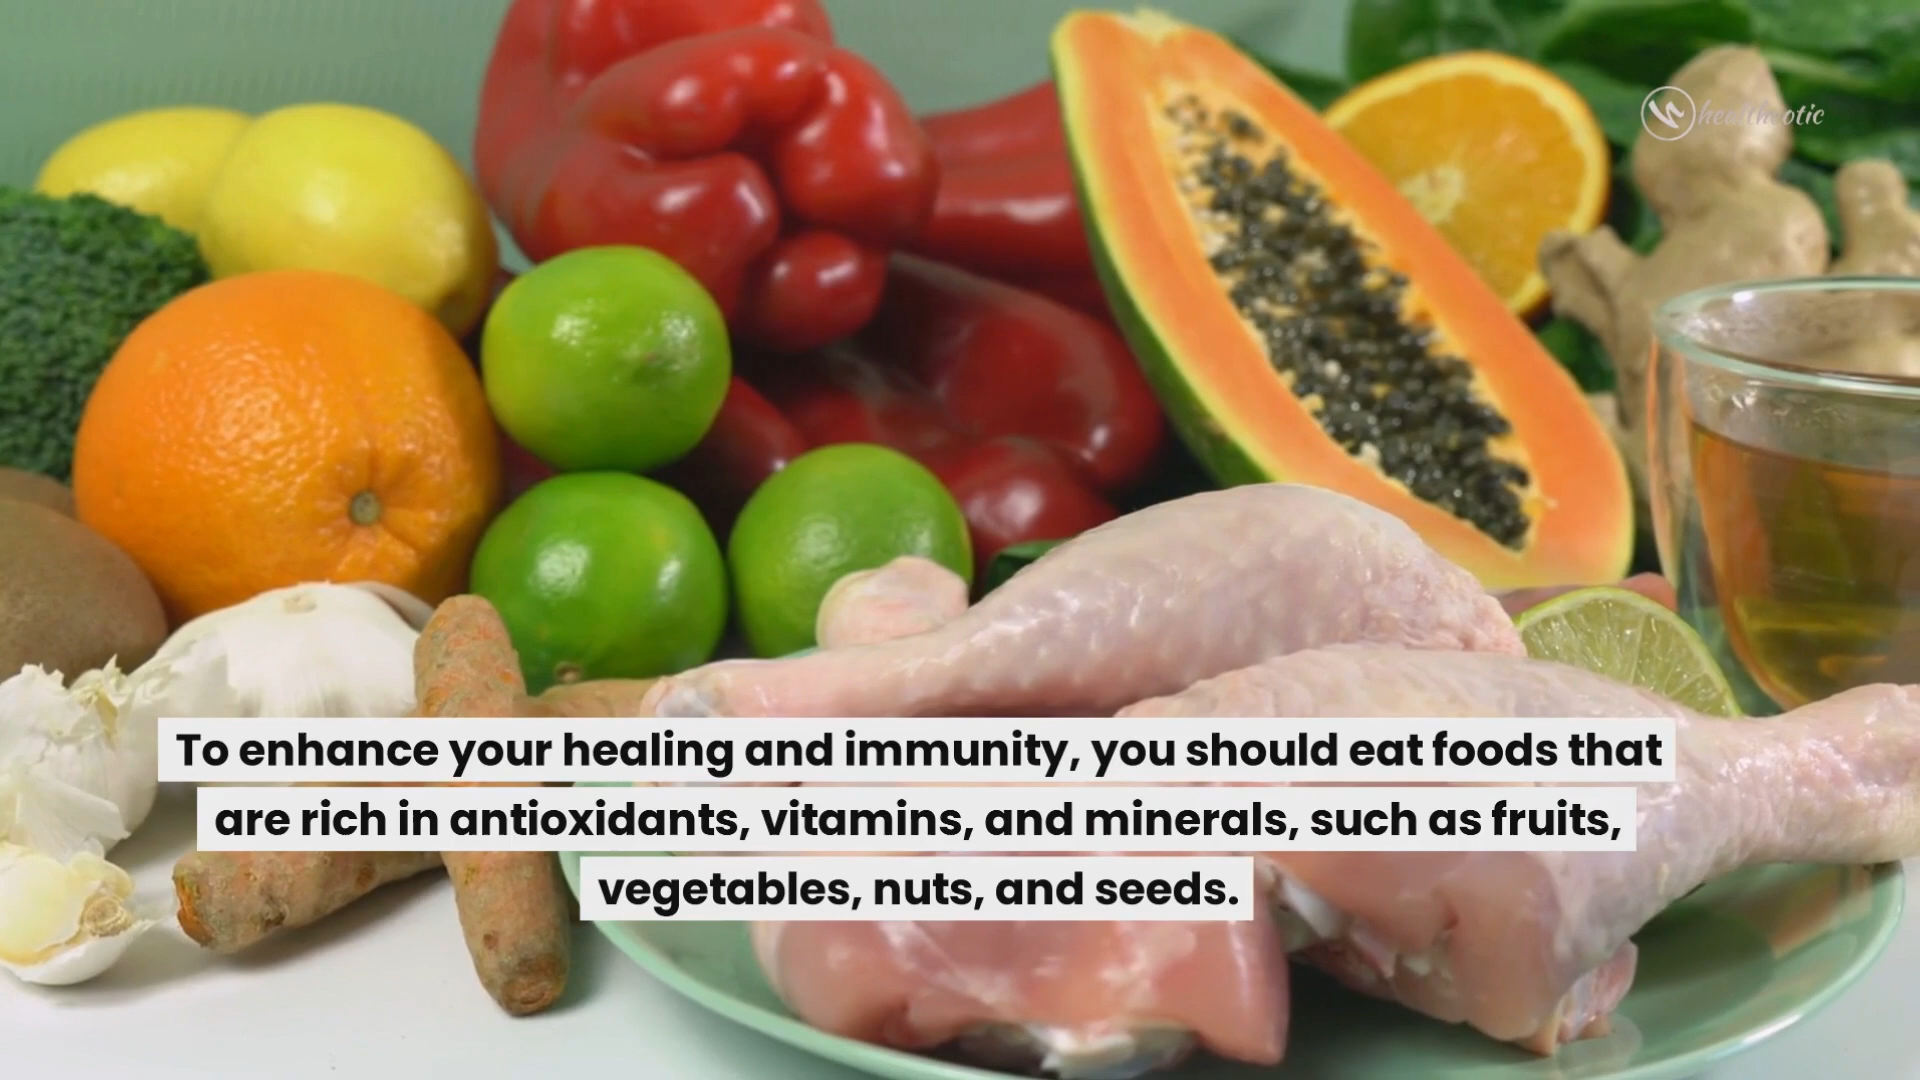 healtheotic
To enhance your healing and immunity, you should eat foods that
are rich in antioxidants, vitamins, and minerals, such as fruits,
vegetables, nuts, and seeds.